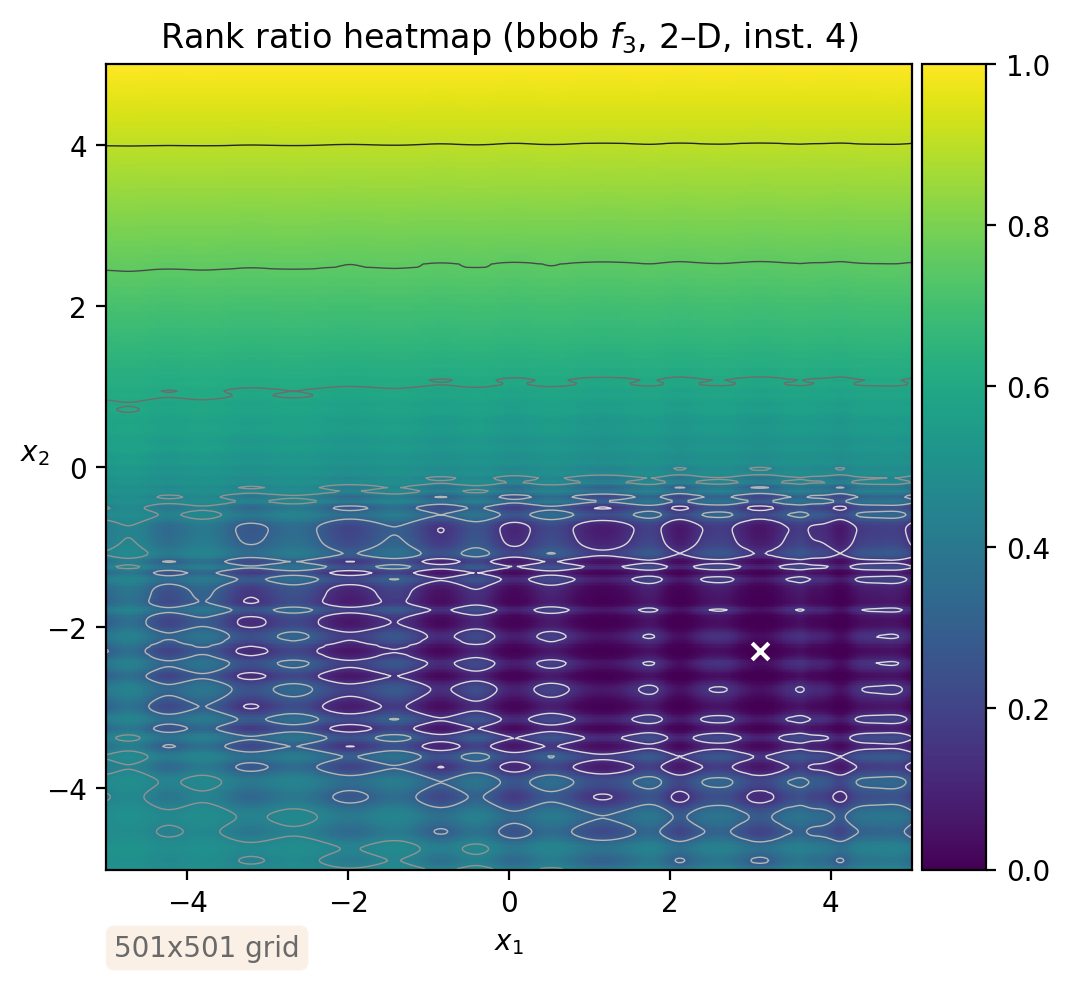 Rank ratio heatmap (bbob f₃, 2–D, inst. 4)
1.0
0.8
0.6
0.4
0.2
0.0
4
2
0
−2
−4
x₂
−4 −2 0 2 4
x₁
501x501 grid